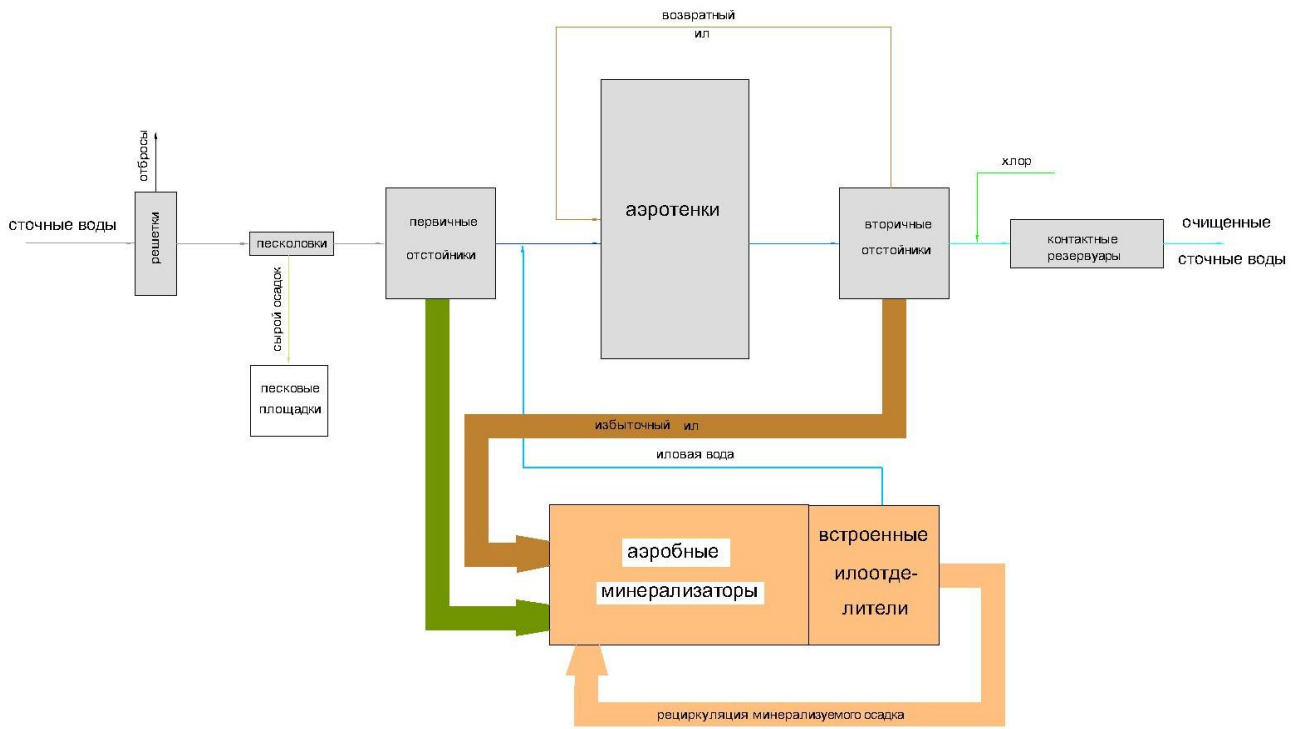 возвратный
ил
отбросы
хлор
сточные воды
решетки
песколовки
первичные
отстойники
аэротенки
вторичные
отстойники
контактные
резервуары
очищенные
сточные воды
сырой осадок
песковые
площадки
избыточный ил
иловая вода
аэробные
минерализаторы
встроенные
илоотде-
лители
рециркуляция минерализуемого осадка